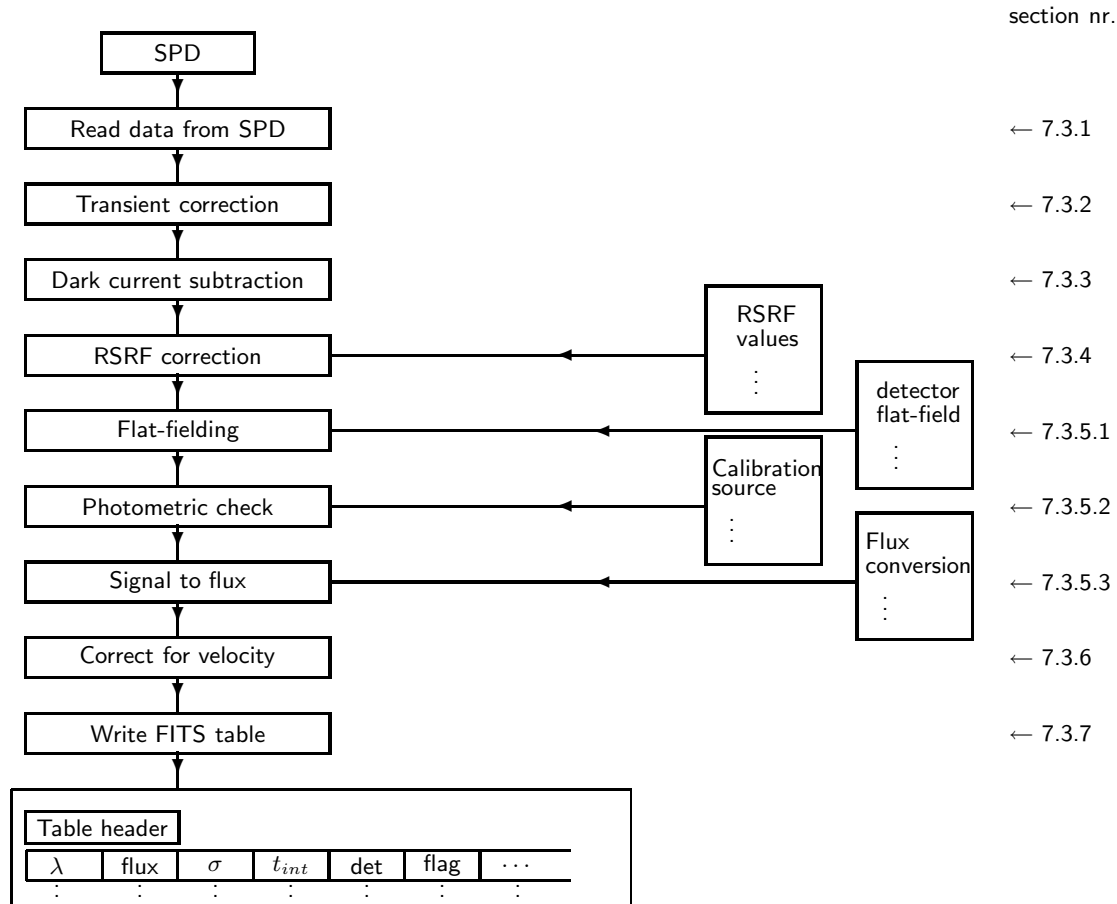 section nr.
SPD
Read data from SPD
← 7.3.1
Transient correction
← 7.3.2
Dark current subtraction
← 7.3.3
RSRF
values
⋮
RSRF correction
← 7.3.4
detector
flat-field
⋮
Flat-fielding
← 7.3.5.1
Calibration
source
⋮
Photometric check
← 7.3.5.2
Flux
conversion
⋮
Signal to flux
← 7.3.5.3
Correct for velocity
← 7.3.6
Write FITS table
← 7.3.7
Table header
λ flux σ t_int det flag ⋯